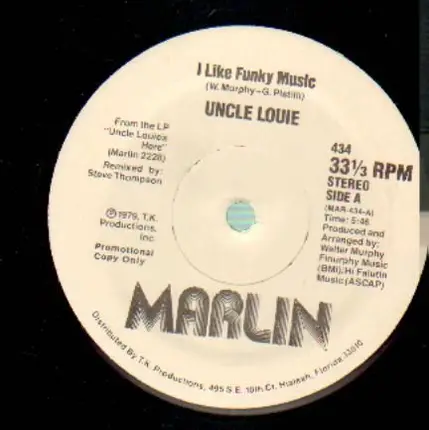 I Like Funky Music
(W. Murphy-G. Pistilli)
UNCLE LOUIE
From the LP
"Uncle Louies
Here"
(Marlin 2228)
Remixed by:
Steve Thompson
Ⓟ1979, T.K.
Productions,
Inc.
Promotional
Copy Only
434
33⅓ RPM
STEREO
SIDE A
(MAR-434-A)
Time: 5:46
Produced and
Arranged by:
Walter Murphy
Finurphy Music
(BMI); Hi Falutin
Music (ASCAP)
MARLIN
Distributed By T.K. Productions, 495 S.E. 10th Ct. Hialeah, Florida 33010